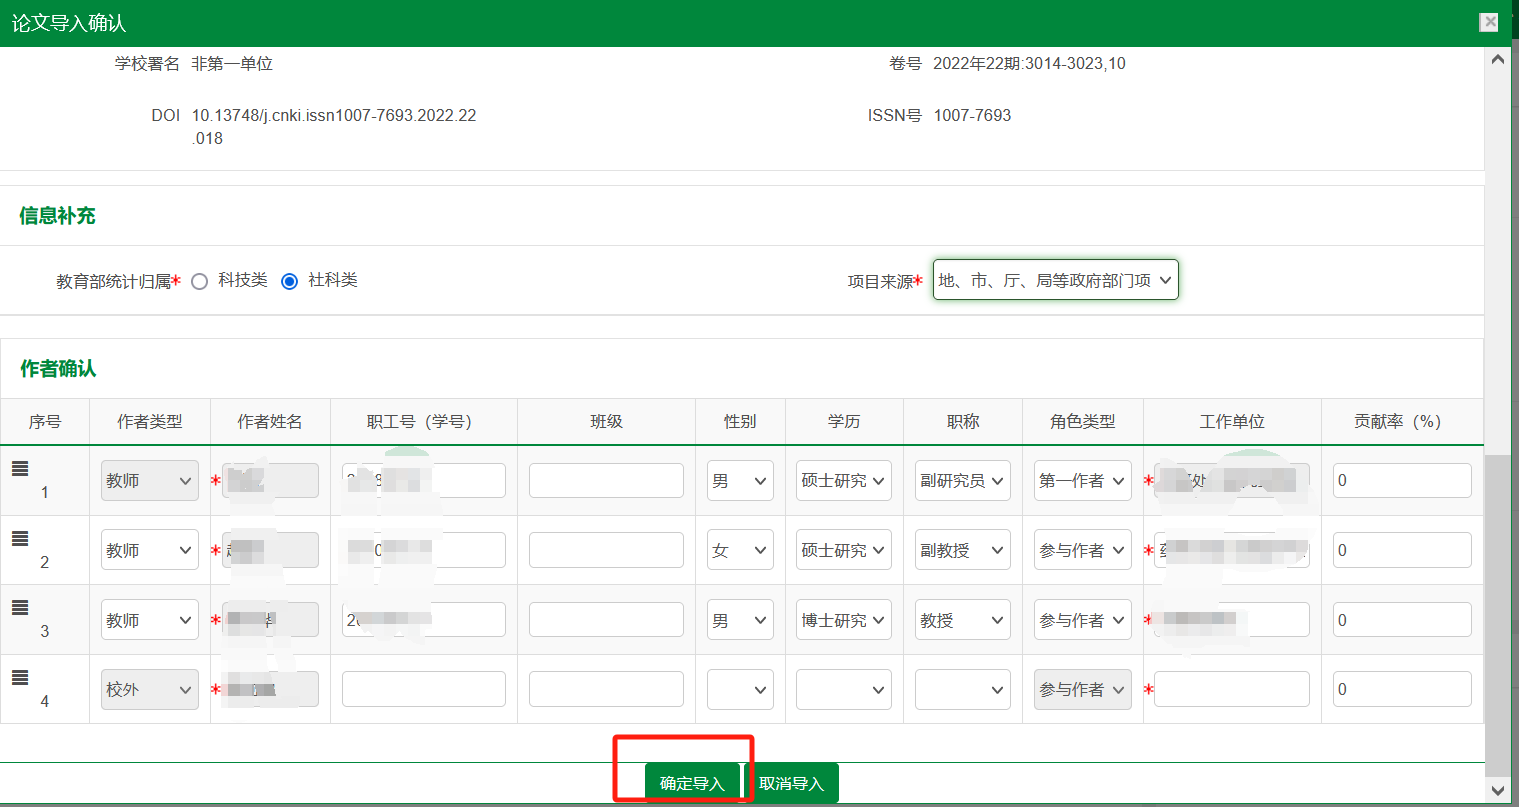 论文导入确认
学校署名 非第一单位 卷号 2022年22期:3014-3023,10
DOI 10.13748/j.cnki.issn1007-7693.2022.22 ISSN号 1007-7693
.018
信息补充
教育部统计归属* 科技类 社科类 项目来源* 地、市、厅、局等政府部门项
作者确认
序号 作者类型 作者姓名 职工号（学号） 班级 性别 学历 职称 角色类型 工作单位 贡献率（%）
1 教师 * 男 硕士研究 副研究员 第一作者 * 0
2 教师 * 女 硕士研究 副教授 参与作者 * 0
3 教师 * 男 博士研究 教授 参与作者 * 0
4 校外 * 参与作者 * 0
确定导入 取消导入